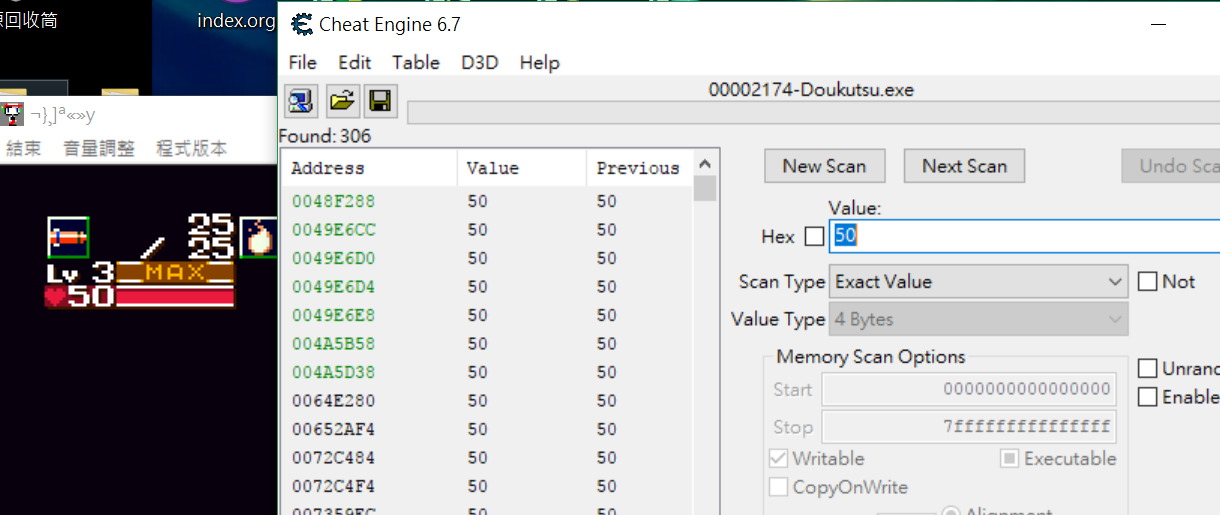 原回收筒
index.org
Cheat Engine 6.7
File Edit Table D3D Help
00002174-Doukutsu.exe
¬},]ª«»y
結束 音量調整 程式版本
25
25
Lv 3 MAX
50
Found: 306
Address Value Previous
0048F288 50 50
0049E6CC 50 50
0049E6D0 50 50
0049E6D4 50 50
0049E6E8 50 50
004A5B58 50 50
004A5D38 50 50
0064E280 50 50
00652AF4 50 50
0072C484 50 50
0072C4F4 50 50
007359FC 50 50
New Scan Next Scan Undo Sca
Value:
Hex 50
Scan Type Exact Value Not
Value Type 4 Bytes
Memory Scan Options
Start 0000000000000000
Stop 7fffffffffffffff
Writable Executable
CopyOnWrite
Alignment
Unranc
Enable